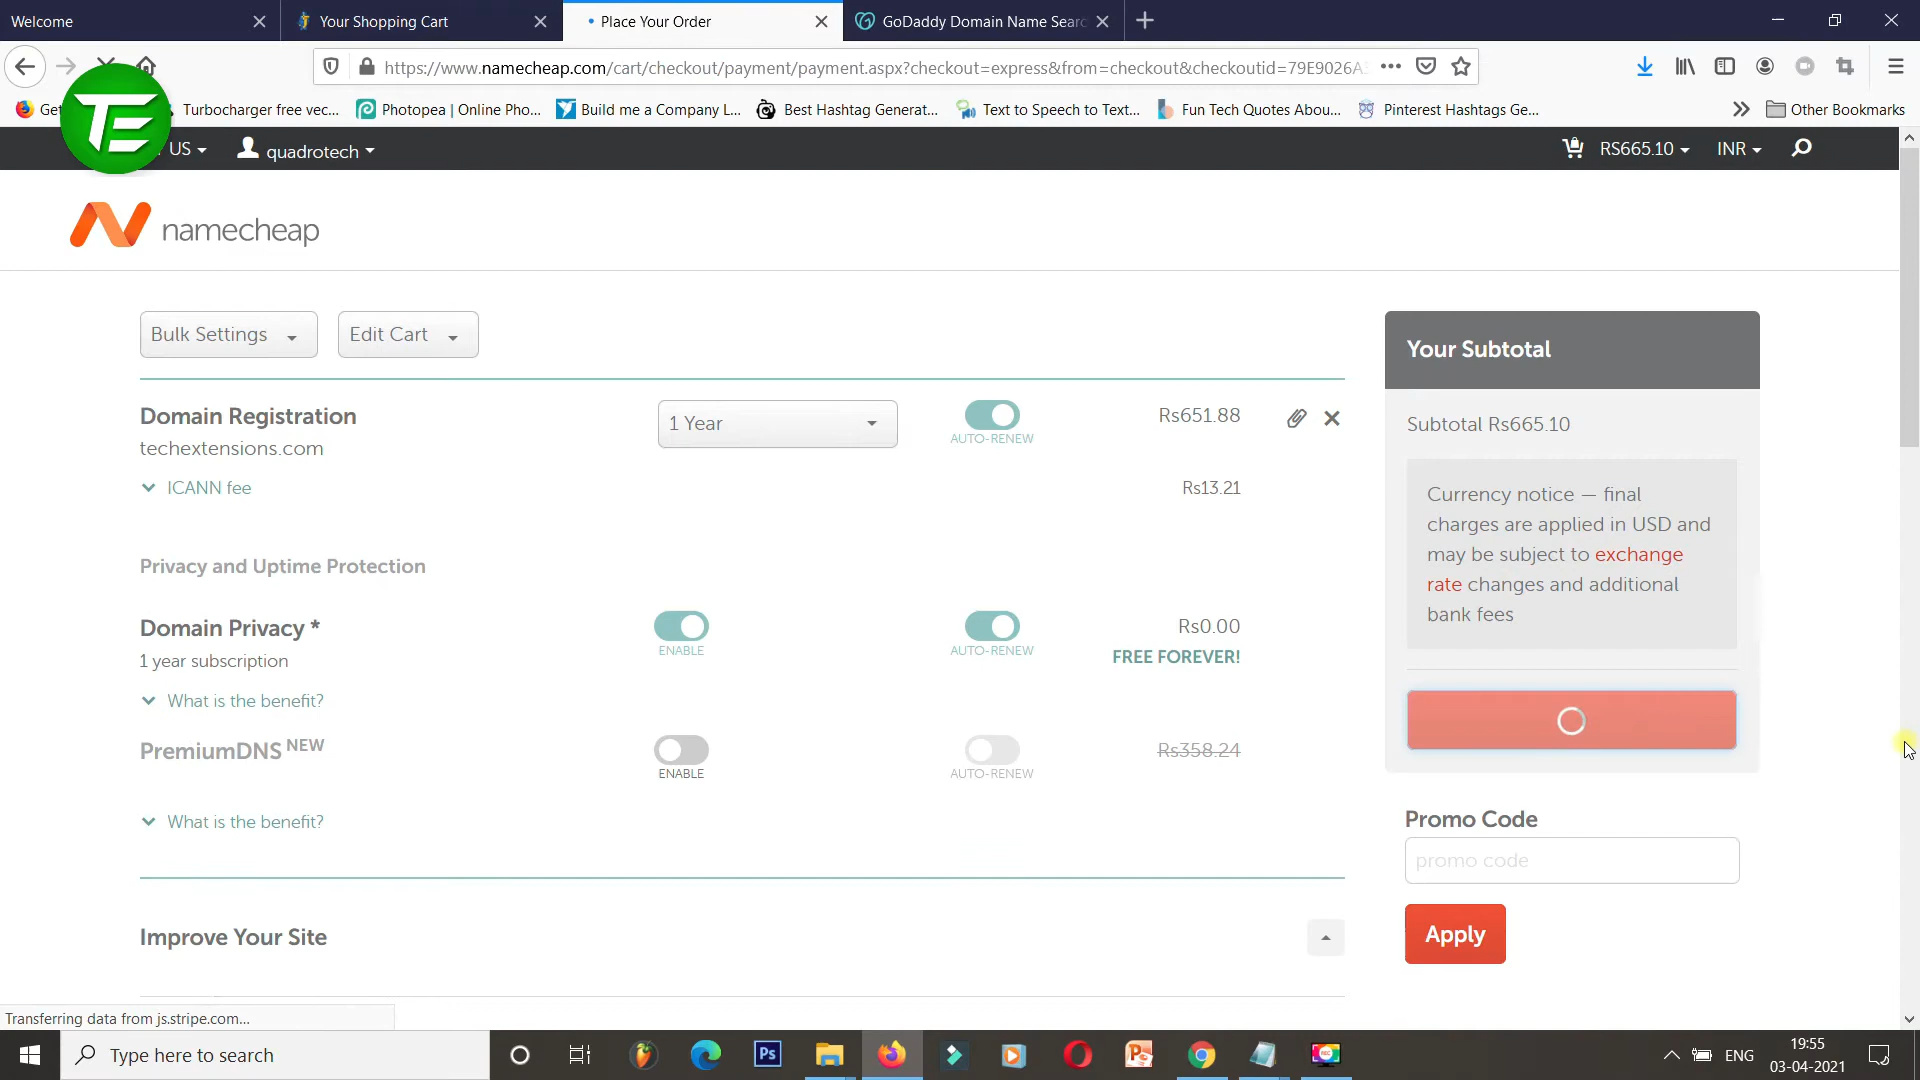 Welcome
Your Shopping Cart
Place Your Order
GoDaddy Domain Name Searc
https://www.namecheap.com/cart/checkout/payment/payment.aspx?checkout=express&from=checkout&checkoutid=79E9026A
Get
Turbocharger free vec...
Photopea | Online Pho...
Build me a Company L...
Best Hashtag Generat...
Text to Speech to Text...
Fun Tech Quotes Abou...
Pinterest Hashtags Ge...
Other Bookmarks
TE
US
quadrotech
RS665.10
INR
namecheap
Bulk Settings
Edit Cart
Your Subtotal
Domain Registration
techextensions.com
1 Year
AUTO-RENEW
Rs651.88
Subtotal Rs665.10
ICANN fee
Rs13.21
Currency notice — final
charges are applied in USD and
may be subject to exchange
rate changes and additional
bank fees
Privacy and Uptime Protection
Domain Privacy *
1 year subscription
ENABLE
AUTO-RENEW
Rs0.00
FREE FOREVER!
What is the benefit?
PremiumDNS NEW
ENABLE
AUTO-RENEW
Rs358.24
What is the benefit?
Promo Code
promo code
Apply
Improve Your Site
Transferring data from js.stripe.com...
Type here to search
Ps
REC
ENG
19:55
03-04-2021